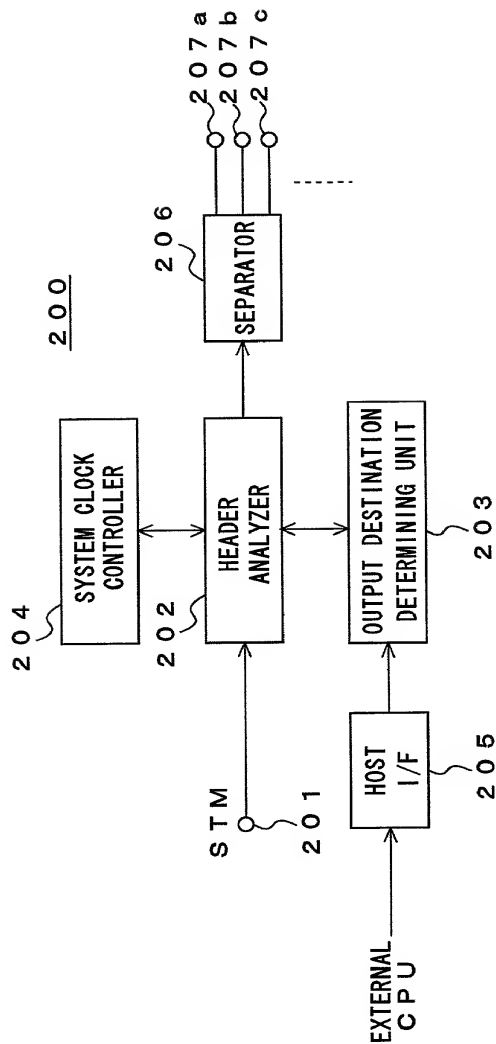 200
SYSTEM CLOCK
CONTROLLER
204
206
207a
207b
207c
STM
201
202
HEADER
ANALYZER
SEPARATOR
EXTERNAL
CPU
HOST
I/F
205
OUTPUT DESTINATION
DETERMINING UNIT
203